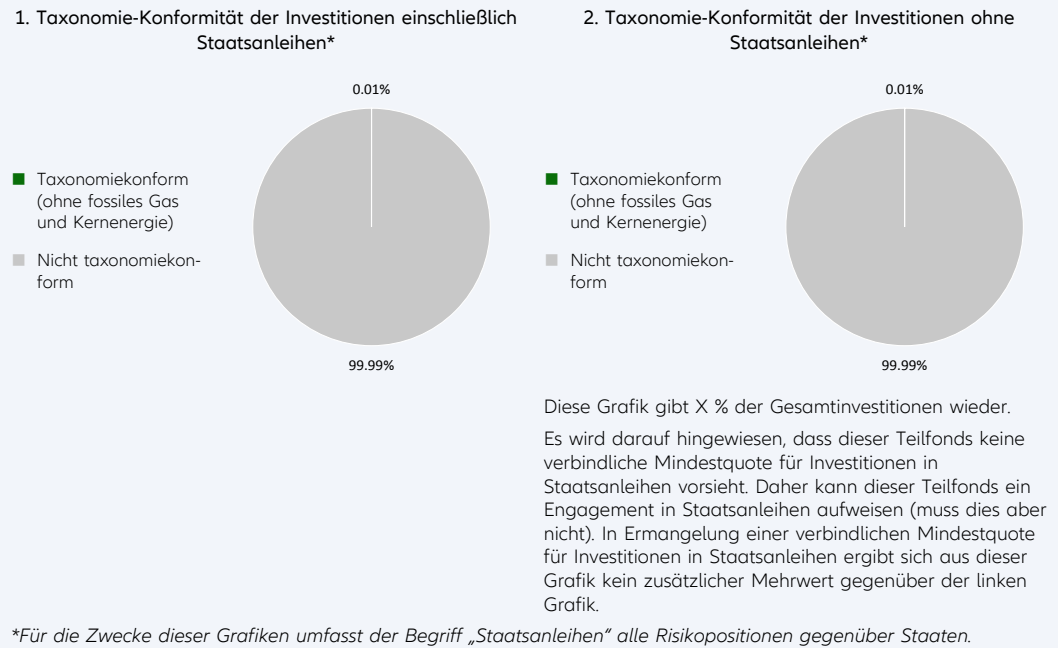 1. Taxonomie-Konformität der Investitionen einschließlich
Staatsanleihen*
0.01%
Taxonomiekonform
(ohne fossiles Gas
und Kernenergie)
Nicht taxonomiekon-
form
99.99%
2. Taxonomie-Konformität der Investitionen ohne
Staatsanleihen*
0.01%
Taxonomiekonform
(ohne fossiles Gas
und Kernenergie)
Nicht taxonomiekon-
form
99.99%
Diese Grafik gibt X % der Gesamtinvestitionen wieder.
Es wird darauf hingewiesen, dass dieser Teilfonds keine
verbindliche Mindestquote für Investitionen in
Staatsanleihen vorsieht. Daher kann dieser Teilfonds ein
Engagement in Staatsanleihen aufweisen (muss dies aber
nicht). In Ermangelung einer verbindlichen Mindestquote
für Investitionen in Staatsanleihen ergibt sich aus dieser
Grafik kein zusätzlicher Mehrwert gegenüber der linken
Grafik.
*Für die Zwecke dieser Grafiken umfasst der Begriff „Staatsanleihen“ alle Risikopositionen gegenüber Staaten.